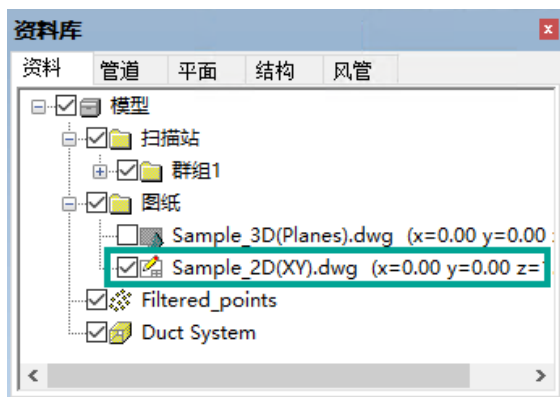 资料库
资料 管道 平面 结构 风管
模型
扫描站
群组1
图纸
Sample_3D(Planes).dwg (x=0.00 y=0.00
Sample_2D(XY).dwg (x=0.00 y=0.00 z=
Filtered_points
Duct System